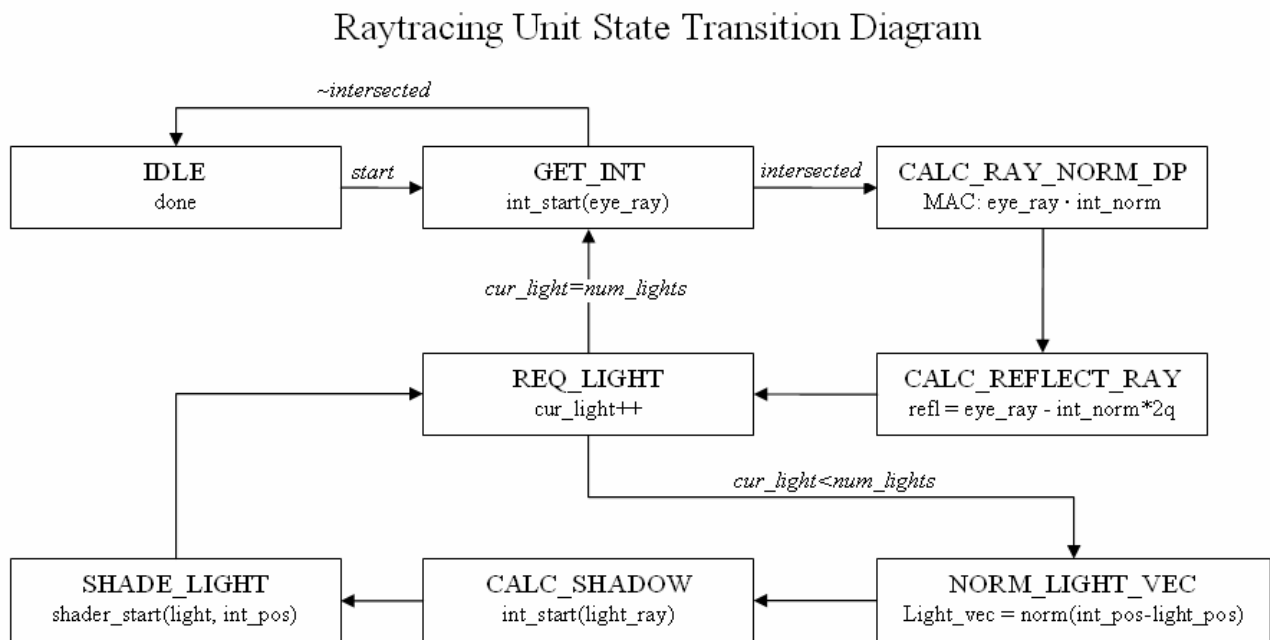 Raytracing Unit State Transition Diagram
~intersected
IDLE
done
start
GET_INT
int_start(eye_ray)
intersected
CALC_RAY_NORM_DP
MAC: eye_ray · int_norm
cur_light=num_lights
REQ_LIGHT
cur_light++
CALC_REFLECT_RAY
refl = eye_ray - int_norm*2q
cur_light<num_lights
SHADE_LIGHT
shader_start(light, int_pos)
CALC_SHADOW
int_start(light_ray)
NORM_LIGHT_VEC
Light_vec = norm(int_pos-light_pos)